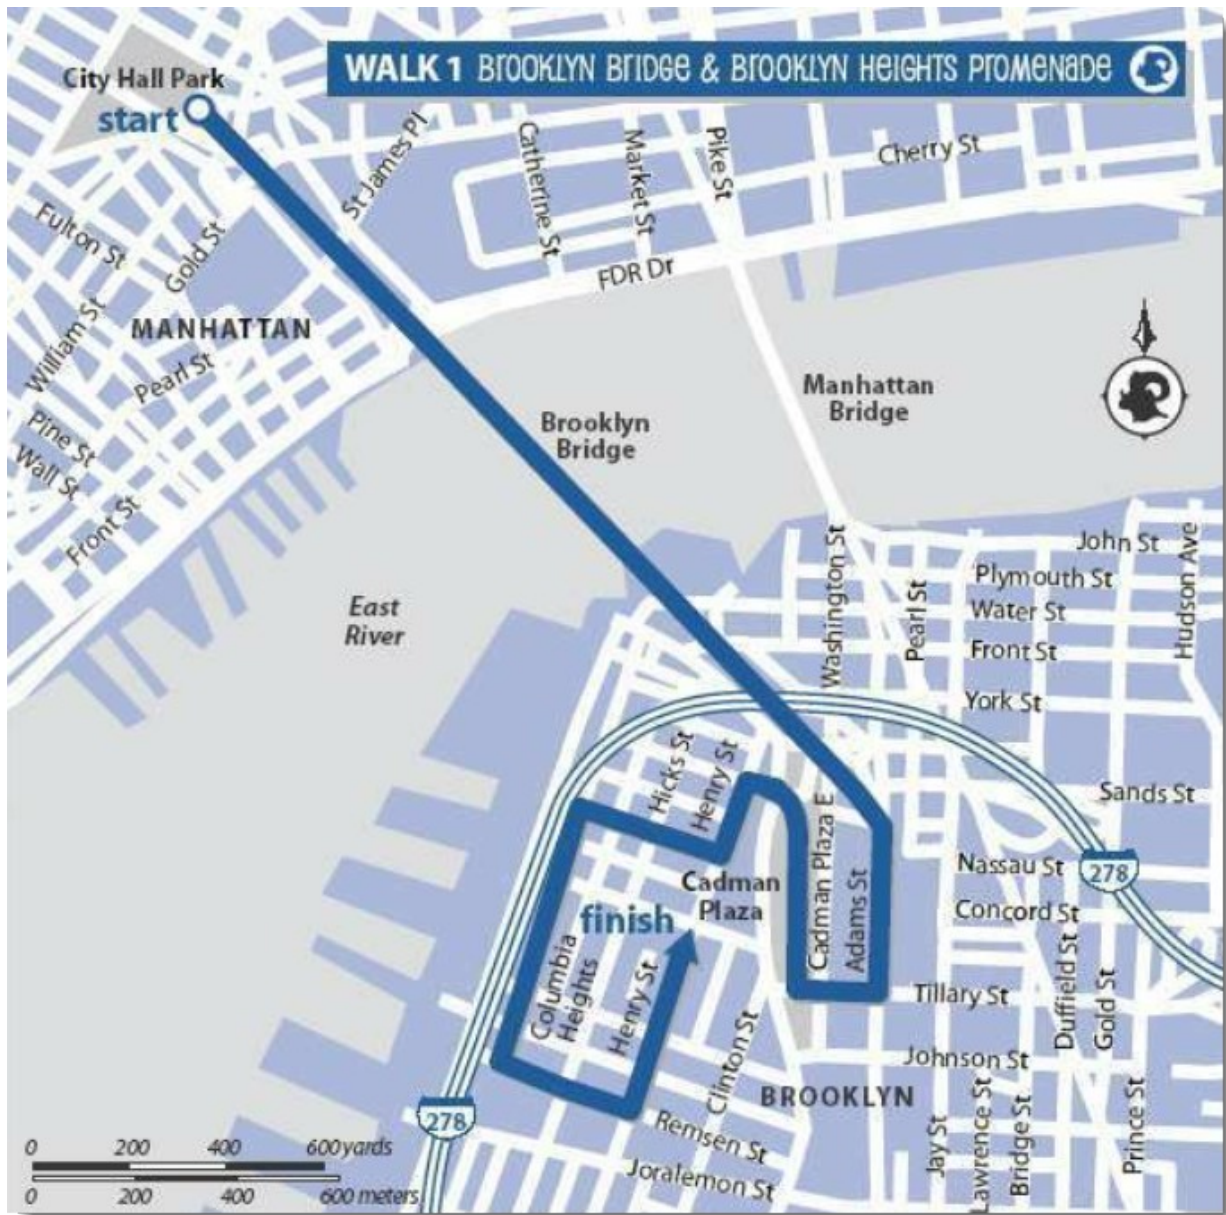 WALK 1 BROOKLYN BRIDGE & BROOKLYN HEIGHTS PROMENADE
City Hall Park
start
St James Pl
Catherine St
Market St
Pike St
Cherry St
Fulton St
Gold St
FDR Dr
William St
MANHATTAN
Pearl St
Manhattan
Bridge
Brooklyn
Bridge
Pine St
Wall St
Front St
East
River
Washington St
Pearl St
John St
Plymouth St
Water St
Front St
York St
Hudson Ave
Hicks St
Henry St
Cadman Plaza E
Adams St
Sands St
Nassau St
278
Concord St
Cadman
Plaza
finish
Columbia
Heights
Henry St
Tillary St
Duffield St
Gold St
Clinton St
Johnson St
BROOKLYN
278
Remsen St
Joralemon St
Jay St
Lawrence St
Bridge St
Prince St
0 200 400 600 yards
0 200 400 600 meters